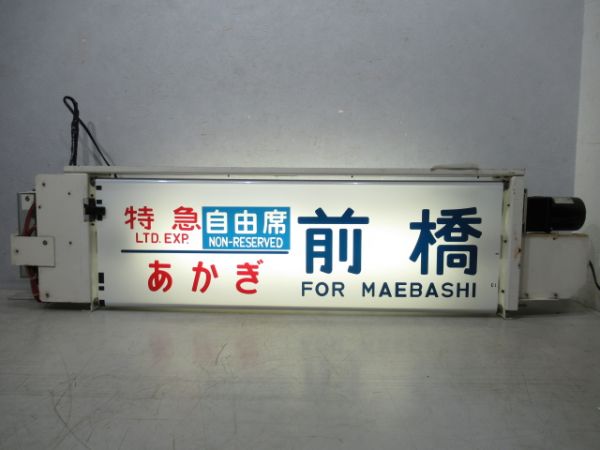 特急
LTD. EXP.
自由席
NON-RESERVED
あかぎ
前橋
FOR MAEBASHI